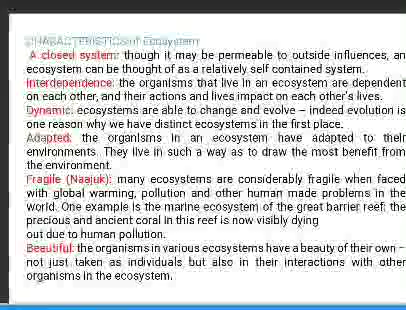 CHARACTERISTICS of Ecosystem
A closed system: though it may be permeable to outside influences, an
ecosystem can be thought of as a relatively self contained system.
Interdependence: the organisms that live in an ecosystem are dependent
on each other, and their actions and lives impact on each other's lives.
Dynamic: ecosystems are able to change and evolve – indeed evolution is
one reason why we have distinct ecosystems in the first place.
Adapted: the organisms in an ecosystem have adapted to their
environments. They live in such a way as to draw the most benefit from
the environment.
Fragile (Naajuk): many ecosystems are considerably fragile when faced
with global warming, pollution and other human made problems in the
world. One example is the marine ecosystem of the great barrier reef: the
precious and ancient coral in this reef is now visibly dying
out due to human pollution.
Beautiful: the organisms in various ecosystems have a beauty of their own –
not just taken as individuals but also in their interactions with other
organisms in the ecosystem.